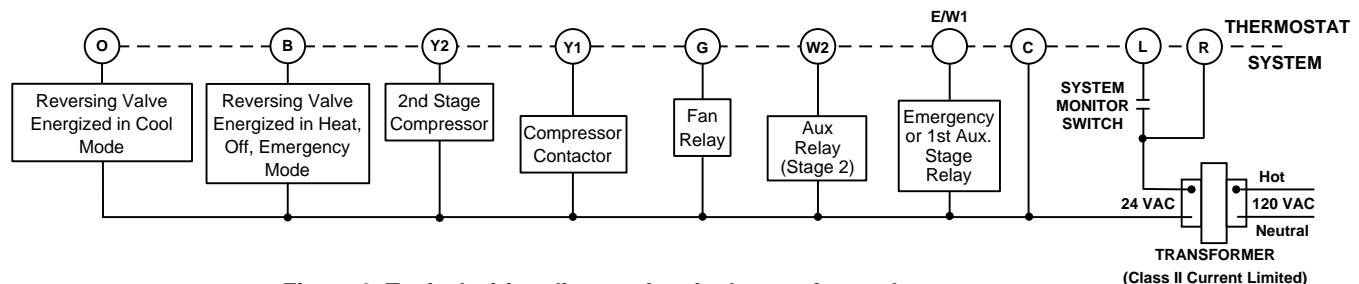 E/W1
O
B
Y2
Y1
G
W2
C
L
R
THERMOSTAT
SYSTEM
Reversing Valve
Energized in Cool
Mode
Reversing Valve
Energized in Heat,
Off, Emergency
Mode
2nd Stage
Compressor
Compressor
Contactor
Fan
Relay
Aux
Relay
(Stage 2)
Emergency
or 1st Aux.
Stage
Relay
SYSTEM
MONITOR
SWITCH
24 VAC
Hot
120 VAC
Neutral
TRANSFORMER
(Class II Current Limited)